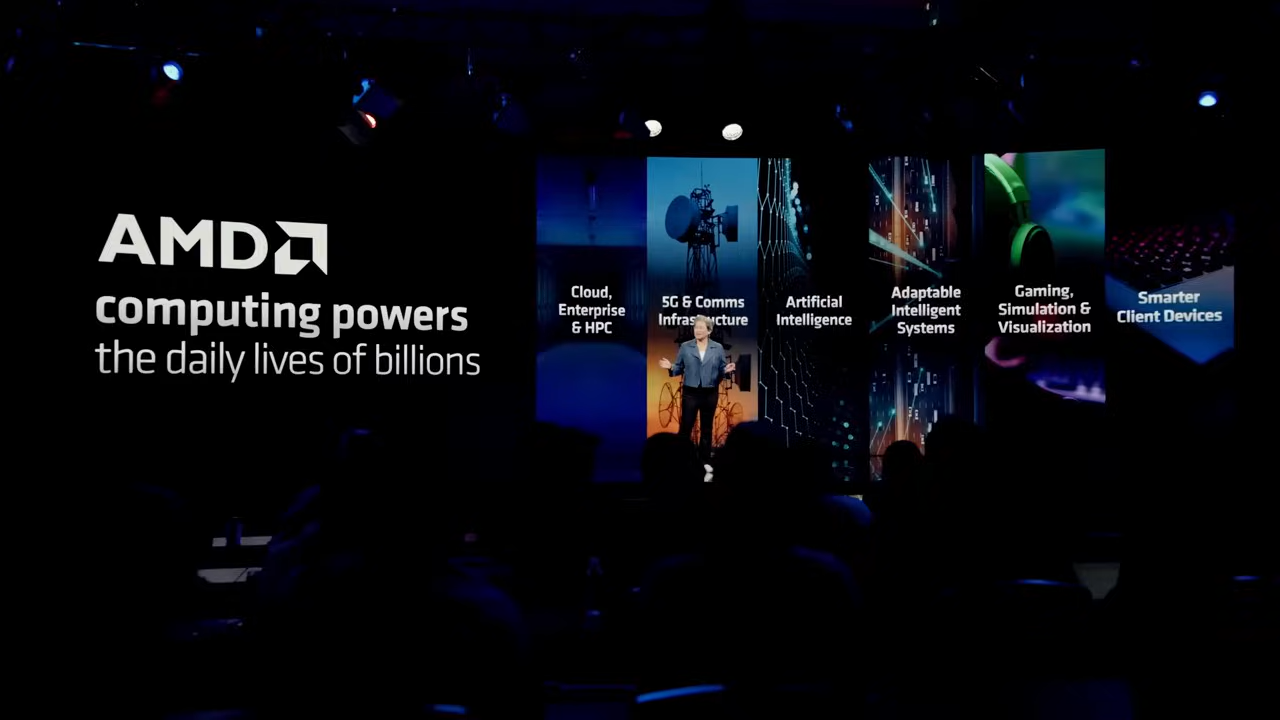 AMD
computing powers
the daily lives of billions
Cloud,
Enterprise
& HPC
5G & Comms
Infrastructure
Artificial
Intelligence
Adaptable
Intelligent
Systems
Gaming,
Simulation &
Visualization
Smarter
Client Devices